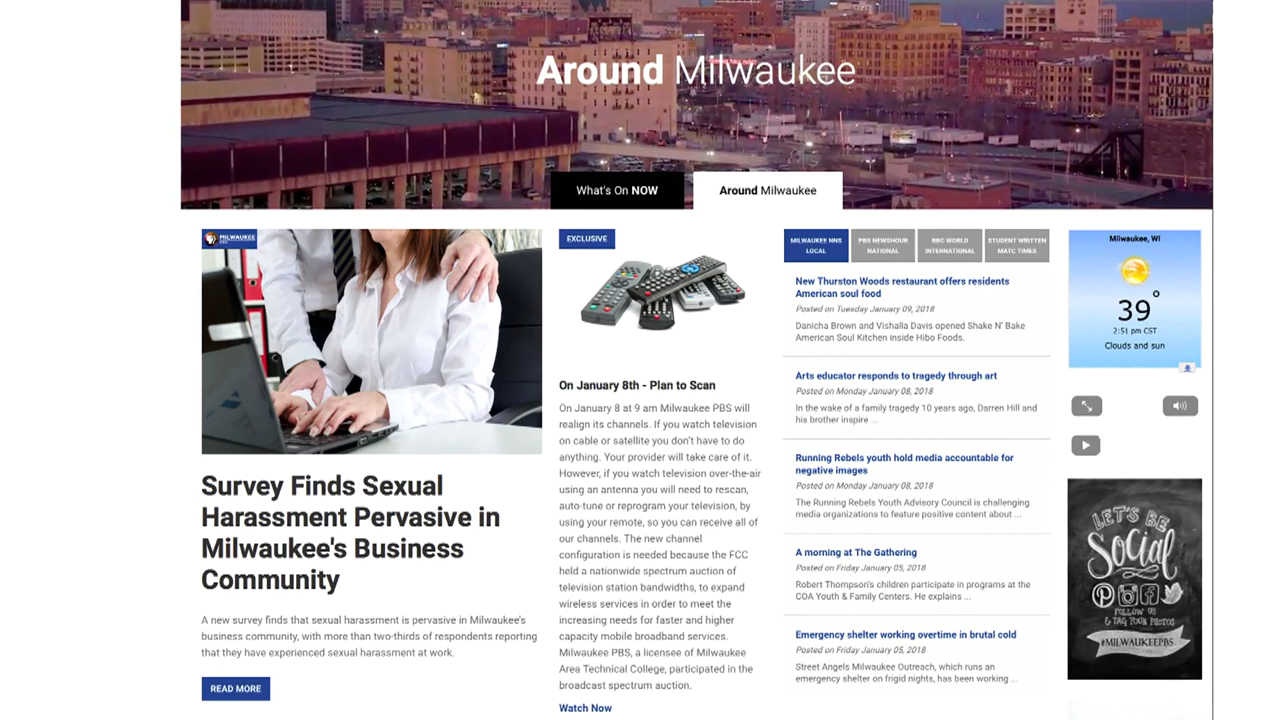 Around Milwaukee
What's On NOW
Around Milwaukee
MILWAUKEE
PBS
Survey Finds Sexual
Harassment Pervasive in
Milwaukee's Business
Community
A new survey finds that sexual harassment is pervasive in Milwaukee's
business community, with more than two-thirds of respondents reporting
that they have experienced sexual harassment at work.
READ MORE
EXCLUSIVE
On January 8th - Plan to Scan
On January 8 at 9 am Milwaukee PBS will
realign its channels. If you watch television
on cable or satellite you don't have to do
anything. Your provider will take care of it.
However, if you watch television over-the-air
using an antenna you will need to rescan,
auto-tune or reprogram your television, by
using your remote, so you can receive all of
our channels. The new channel
configuration is needed because the FCC
held a nationwide spectrum auction of
television station bandwidths, to expand
wireless services in order to meet the
increasing needs for faster and higher
capacity mobile broadband services.
Milwaukee PBS, a licensee of Milwaukee
Area Technical College, participated in the
broadcast spectrum auction.
Watch Now
MILWAUKEE NNS
LOCAL
PBS NEWSHOUR
NATIONAL
BBC WORLD
INTERNATIONAL
STUDENT WRITTEN
MATC TIMES
New Thurston Woods restaurant offers residents
American soul food
Posted on Tuesday January 09, 2018
Danicha Brown and Vishalla Davis opened Shake N' Bake
American Soul Kitchen inside Hibo Foods.
Arts educator responds to tragedy through art
Posted on Monday January 08, 2018
In the wake of a family tragedy 10 years ago, Darren Hill and
his brother inspire ...
Running Rebels youth hold media accountable for
negative images
Posted on Monday January 08, 2018
The Running Rebels Youth Advisory Council is challenging
media organizations to feature positive content about ...
A morning at The Gathering
Posted on Friday January 05, 2018
Robert Thompson's children participate in programs at the
COA Youth & Family Centers. He explains ...
Emergency shelter working overtime in brutal cold
Posted on Friday January 05, 2018
Street Angels Milwaukee Outreach, which runs an
emergency shelter on frigid nights, has been working ...
Milwaukee, WI
39°
2:51 pm CST
Clouds and sun
LET'S BE
Social
FOLLOW US
& TAG YOUR PHOTOS
#MILWAUKEEPBS